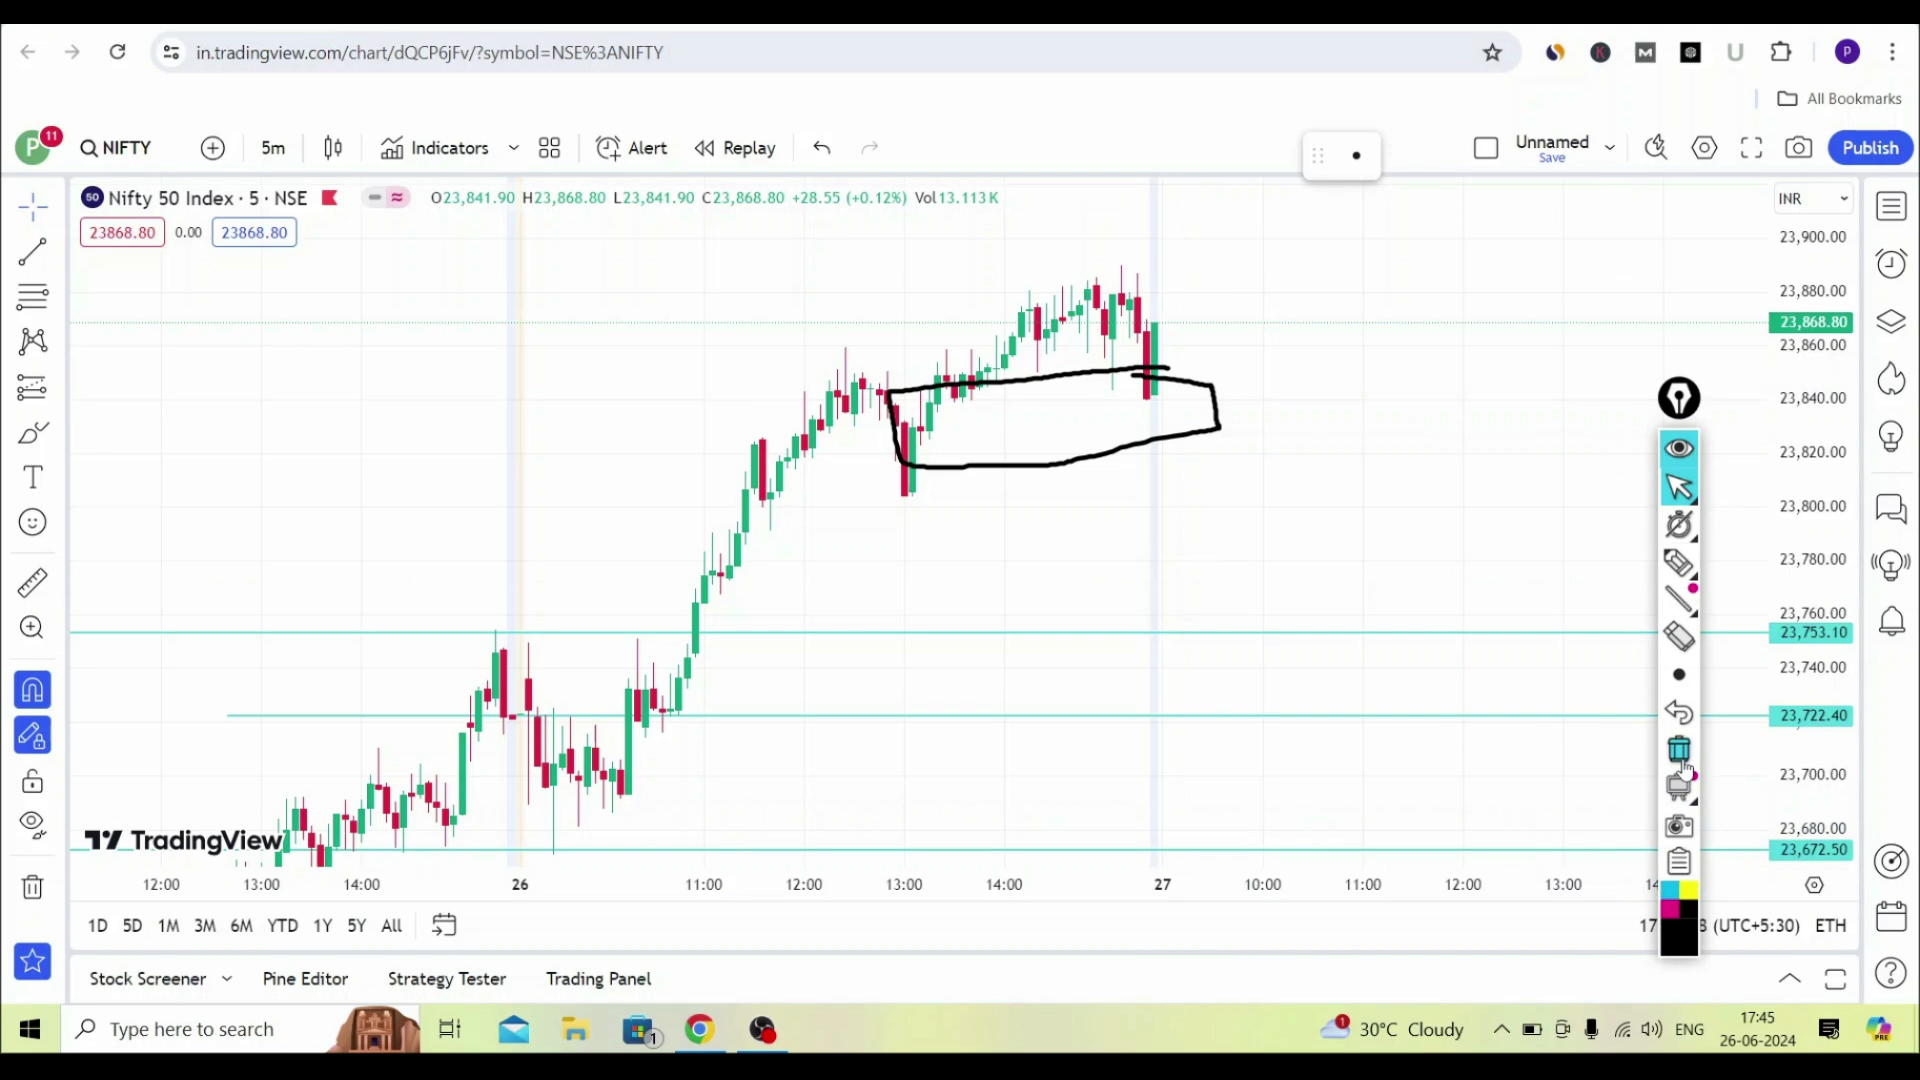 in.tradingview.com/chart/dQCP6jFv/?symbol=NSE%3ANIFTY
K M U P
All Bookmarks
P 11 NIFTY 5m Indicators Alert Replay Unnamed Save Publish
50 Nifty 50 Index · 5 · NSE O23,841.90 H23,868.80 L23,841.90 C23,868.80 +28.55 (+0.12%) Vol13.113 K INR
23868.80 0.00 23868.80
23,900.00
23,880.00
23,868.80
23,860.00
23,840.00
23,820.00
23,800.00
23,780.00
23,760.00
23,753.10
23,740.00
23,722.40
23,700.00
23,680.00
23,672.50
TradingView
12:00 13:00 14:00 26 11:00 12:00 13:00 14:00 27 10:00 11:00 12:00 13:00
1D 5D 1M 3M 6M YTD 1Y 5Y All (UTC+5:30) ETH
Stock Screener Pine Editor Strategy Tester Trading Panel
Type here to search 1 1 30°C Cloudy ENG 17:45 PRE
26-06-2024